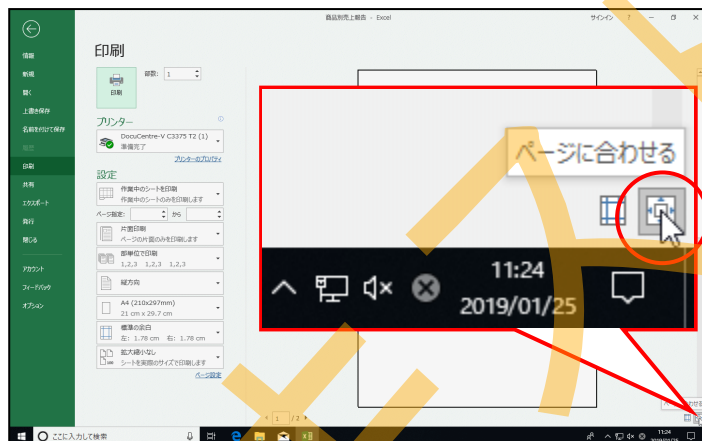 商品別売上報告 - Excel
サインイン ?
情報
新規
開く
上書き保存
名前を付けて保存
履歴
印刷
共有
エクスポート
発行
閉じる
アカウント
フィードバック
オプション
印刷
部数: 1
印刷
プリンター
DocuCentre-V C3375 T2 (1)
準備完了
プリンターのプロパティ
設定
作業中のシートを印刷
作業中のシートのみを印刷します
ページ指定: から
片面印刷
ページの片面のみを印刷します
部単位で印刷
1,2,3 1,2,3 1,2,3
縦方向
A4 (210x297mm)
21 cm x 29.7 cm
標準の余白
左: 1.78 cm 右: 1.78 cm
拡大縮小なし
シートを実際のサイズで印刷します
ページ設定
ページに合わせる
11:24
2019/01/25
1 / 2
ここに入力して検索
11:24
2019/01/25